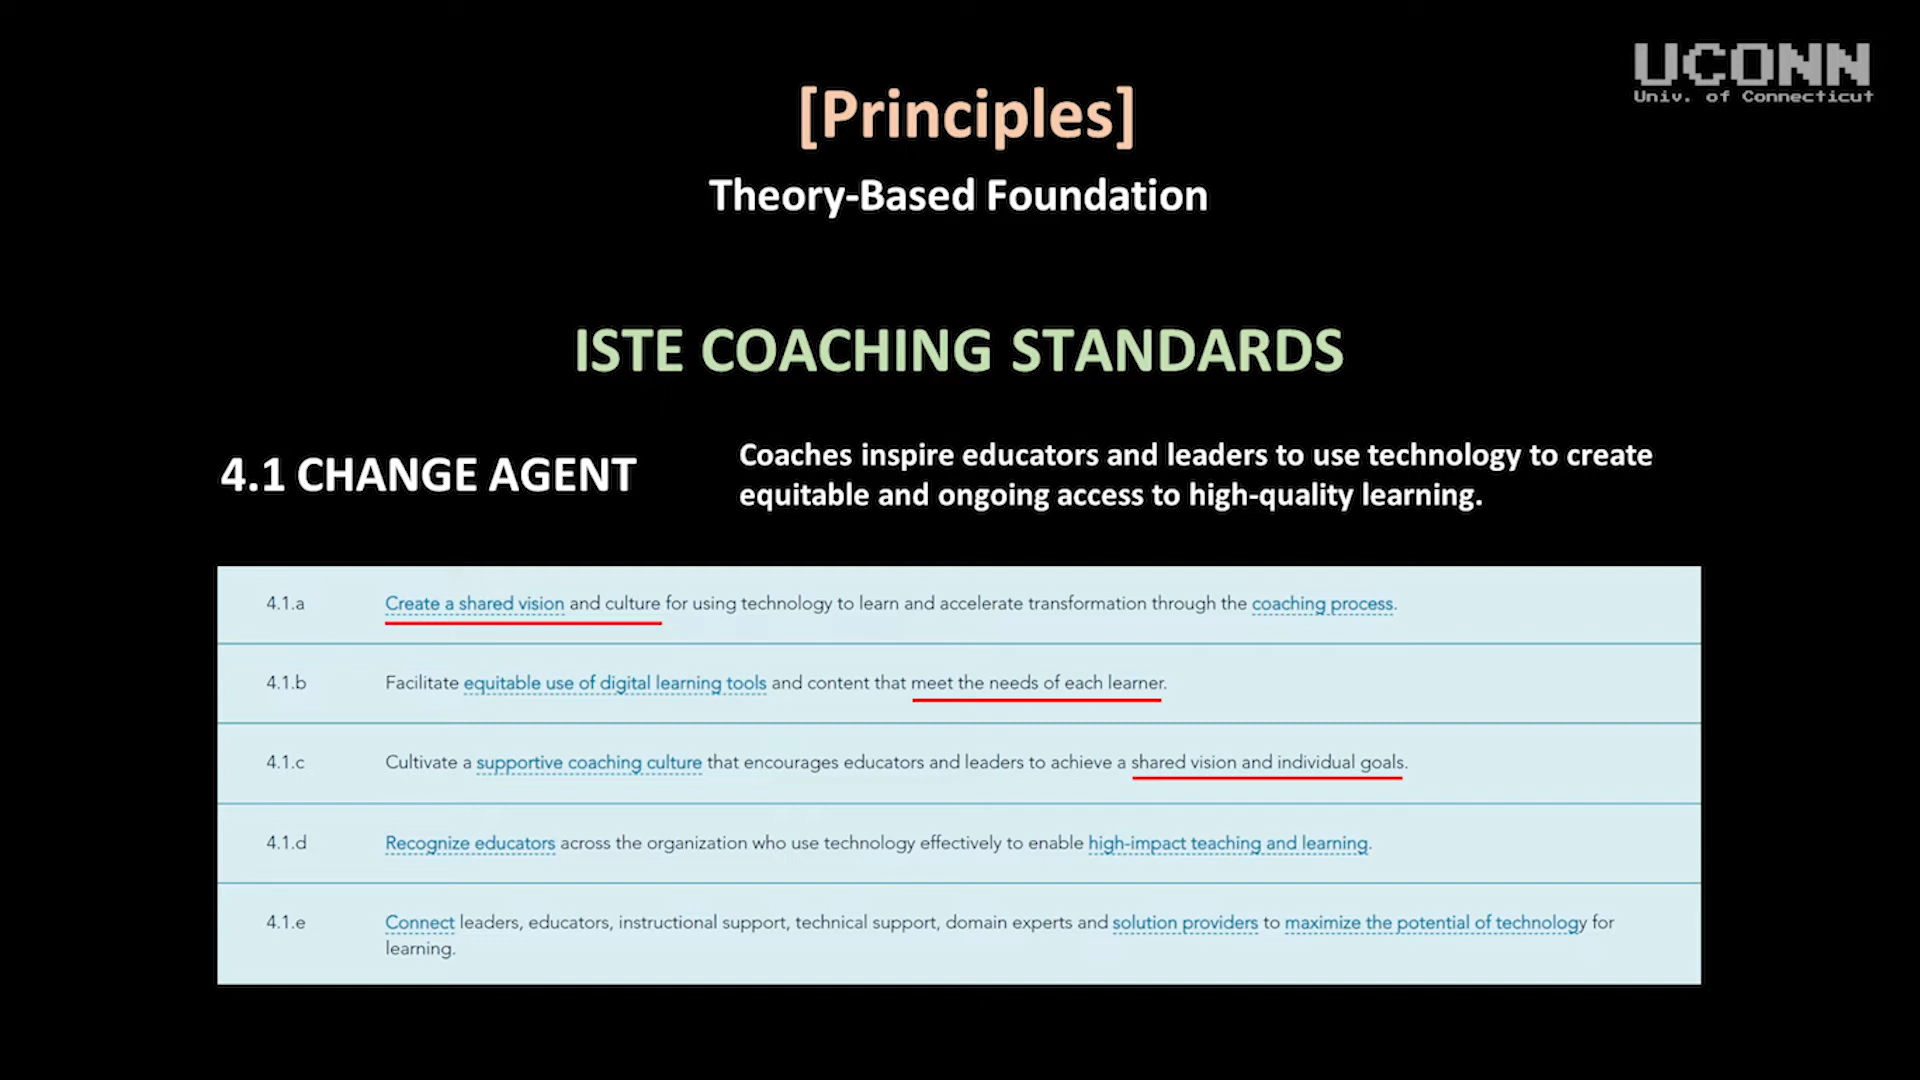 UCONN
Univ. of Connecticut
[Principles]
Theory-Based Foundation
ISTE COACHING STANDARDS
4.1 CHANGE AGENT
Coaches inspire educators and leaders to use technology to create
equitable and ongoing access to high-quality learning.
4.1.a Create a shared vision and culture for using technology to learn and accelerate transformation through the coaching process.
4.1.b Facilitate equitable use of digital learning tools and content that meet the needs of each learner.
4.1.c Cultivate a supportive coaching culture that encourages educators and leaders to achieve a shared vision and individual goals.
4.1.d Recognize educators across the organization who use technology effectively to enable high-impact teaching and learning.
4.1.e Connect leaders, educators, instructional support, technical support, domain experts and solution providers to maximize the potential of technology for
learning.